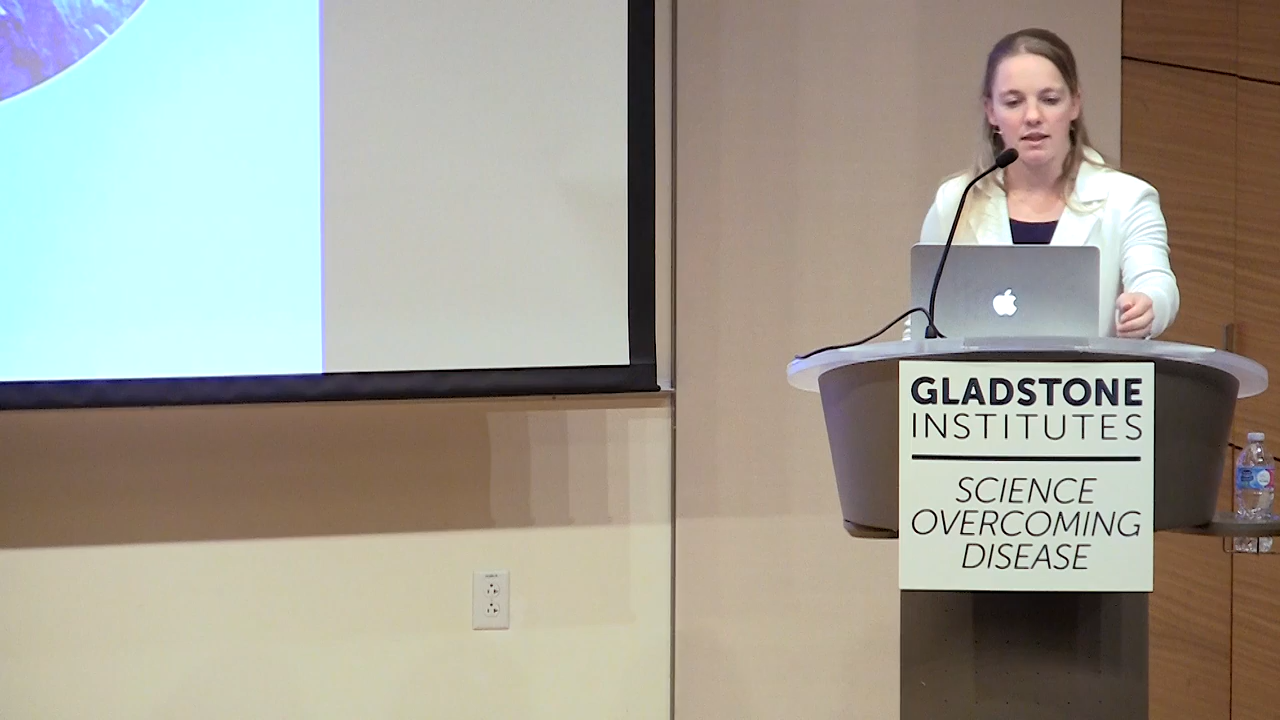 GLADSTONE
INSTITUTES
SCIENCE
OVERCOMING
DISEASE